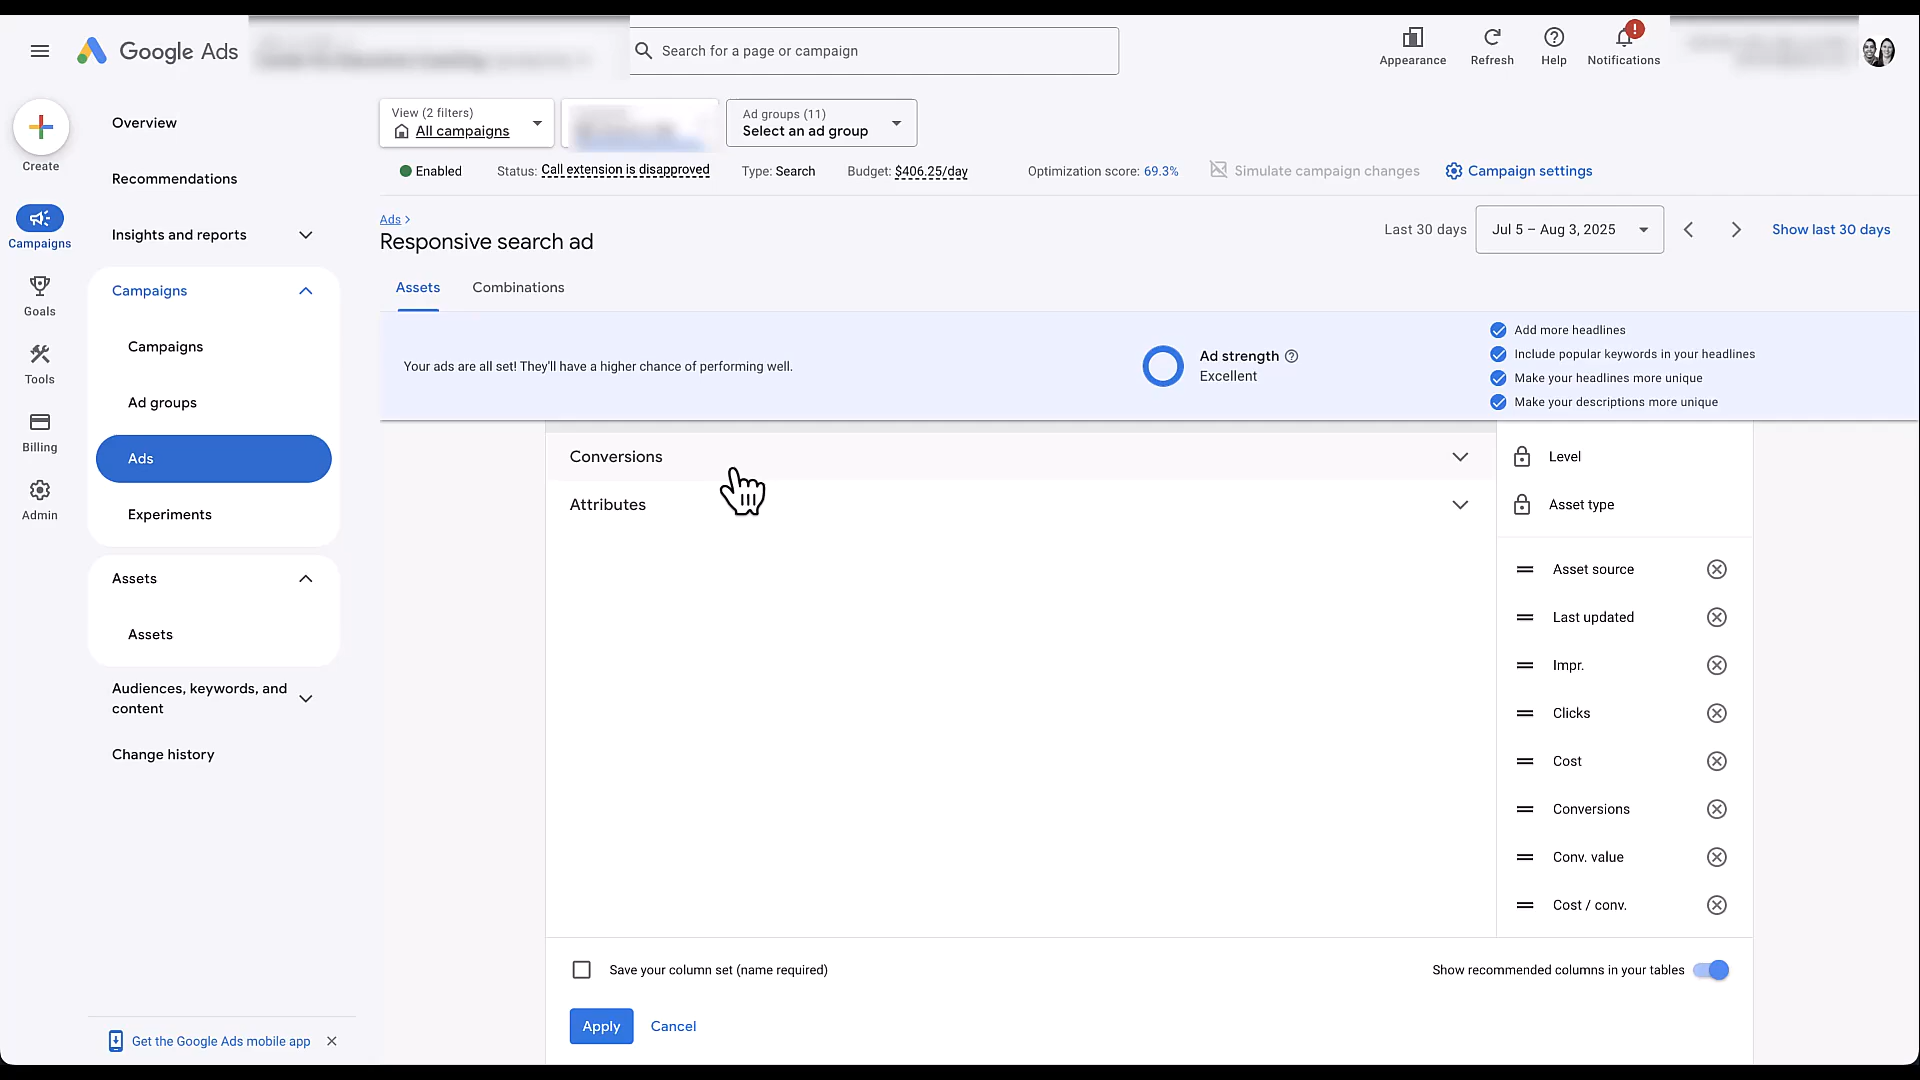 Google Ads
Search for a page or campaign
Appearance
Refresh
Help
!
Notifications
Create
Campaigns
Goals
Tools
Billing
Admin
Overview
Recommendations
Insights and reports
Campaigns
Campaigns
Ad groups
Ads
Experiments
Assets
Assets
Audiences, keywords, and
content
Change history
Get the Google Ads mobile app
View (2 filters)
All campaigns
Ad groups (11)
Select an ad group
Enabled
Status: Call extension is disapproved
Type: Search
Budget: $406.25/day
Optimization score: 69.3%
Simulate campaign changes
Campaign settings
Ads
Responsive search ad
Last 30 days
Jul 5 – Aug 3, 2025
Show last 30 days
Assets
Combinations
Your ads are all set! They'll have a higher chance of performing well.
Ad strength
Excellent
Add more headlines
Include popular keywords in your headlines
Make your headlines more unique
Make your descriptions more unique
Conversions
Attributes
Level
Asset type
Asset source
Last updated
Impr.
Clicks
Cost
Conversions
Conv. value
Cost / conv.
Save your column set (name required)
Show recommended columns in your tables
Apply
Cancel